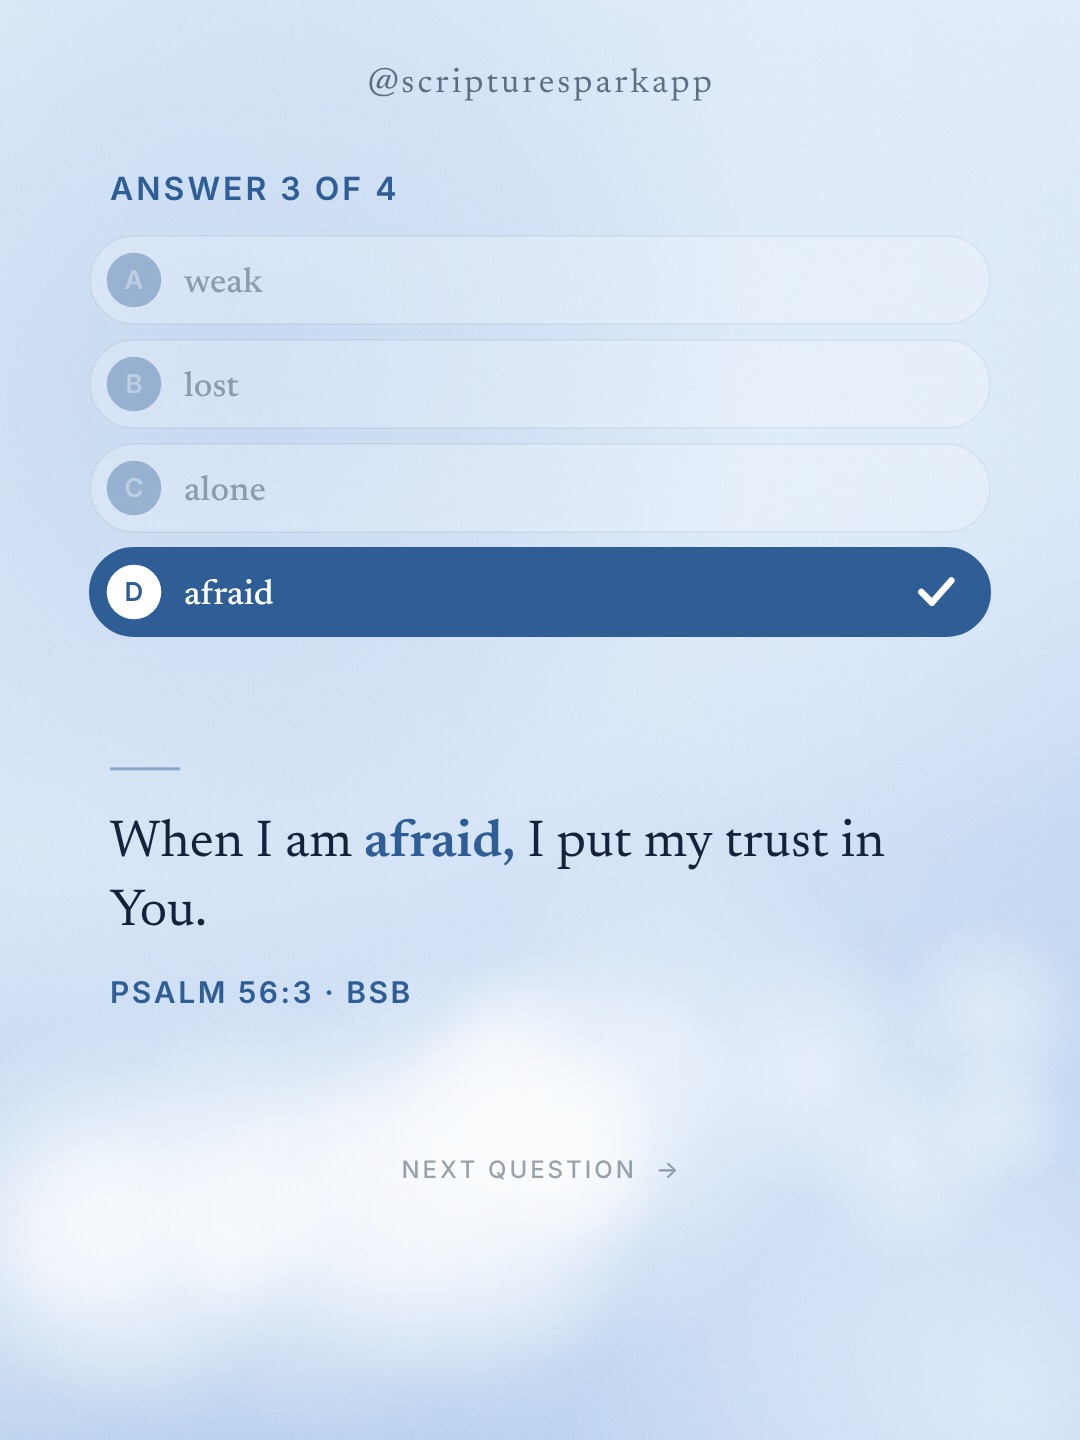 @scripturesparkapp
ANSWER 3 OF 4
A weak
B lost
C alone
D afraid
When I am afraid, I put my trust in
You.
PSALM 56:3 · BSB
NEXT QUESTION →